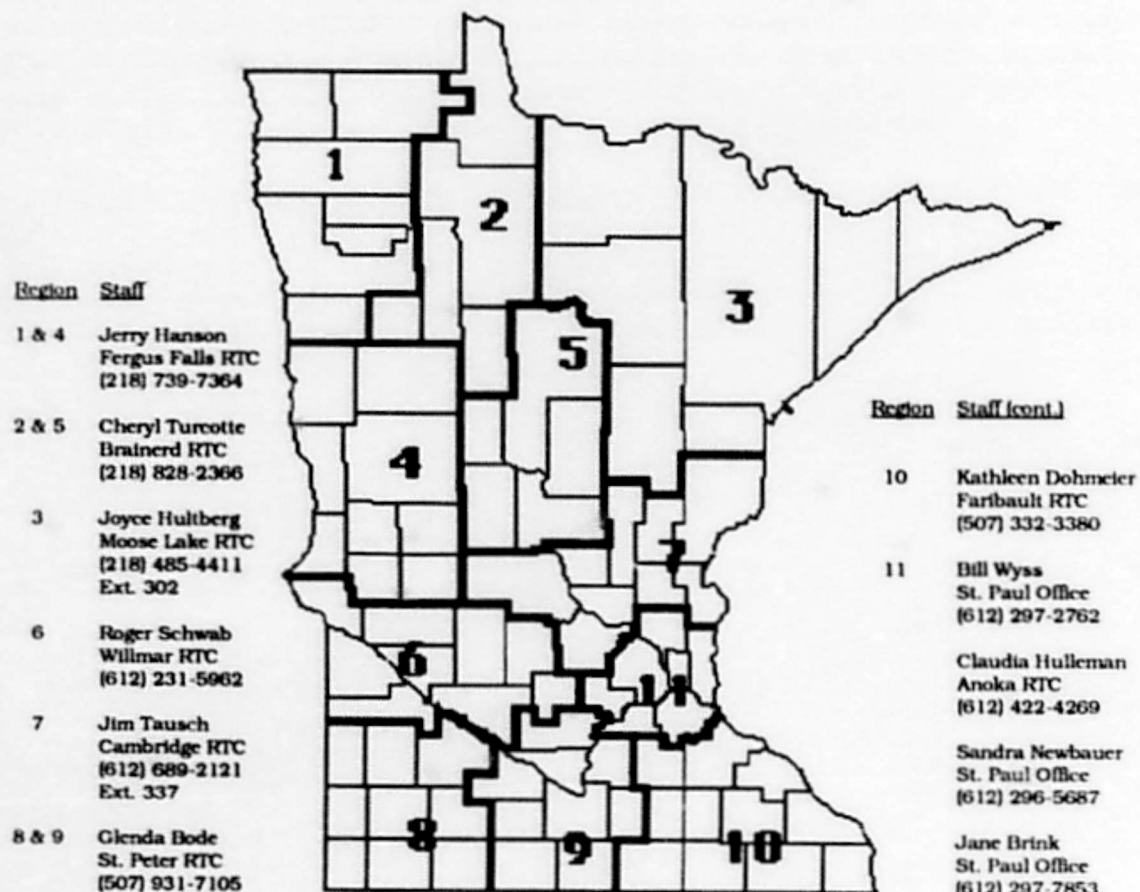 Region Staff
1 & 4 Jerry Hanson
Fergus Falls RTC
(218) 739-7364
2 & 5 Cheryl Turcotte
Brainerd RTC
(218) 828-2366
3 Joyce Hultberg
Moose Lake RTC
(218) 485-4411
Ext. 302
6 Roger Schwab
Willmar RTC
(612) 231-5962
7 Jim Tausch
Cambridge RTC
(612) 689-2121
Ext. 337
8 & 9 Glenda Bode
St. Peter RTC
(507) 931-7105
1
2
3
5
4
7
6
11
8
9
10
Region Staff (cont.)
10 Kathleen Dohmeier
Faribault RTC
(507) 332-3380
11 Bill Wyss
St. Paul Office
(612) 297-2762
Claudia Hulleman
Anoka RTC
(612) 422-4269
Sandra Newbauer
St. Paul Office
(612) 296-5687
Jane Brink
St. Paul Office
(612) 297-7853